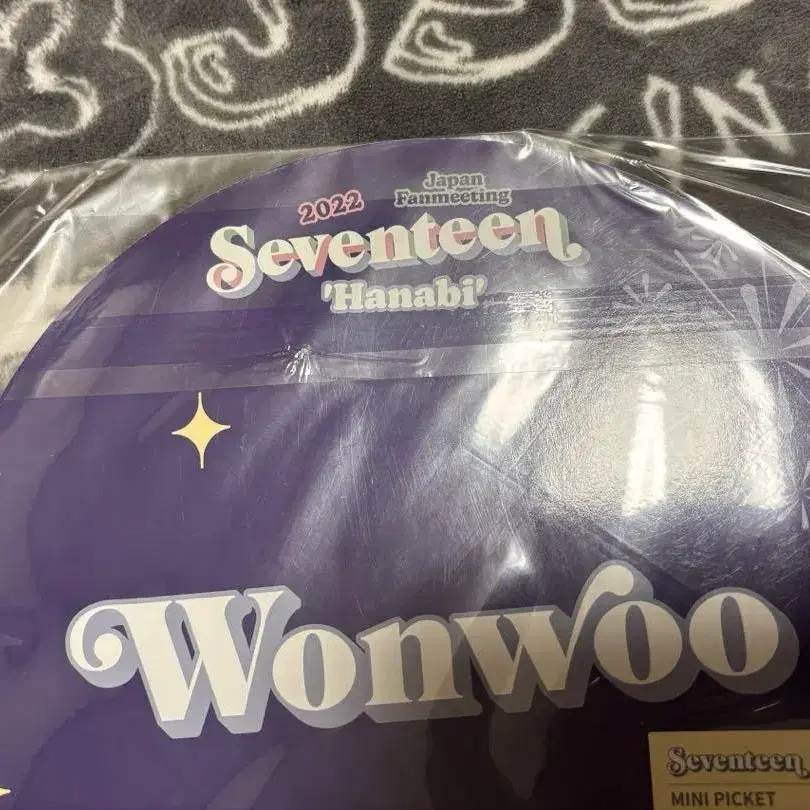 2022
Japan
Fanmeeting
Seventeen
'Hanabi'
Wonwoo
Seventeen
MINI PICKET